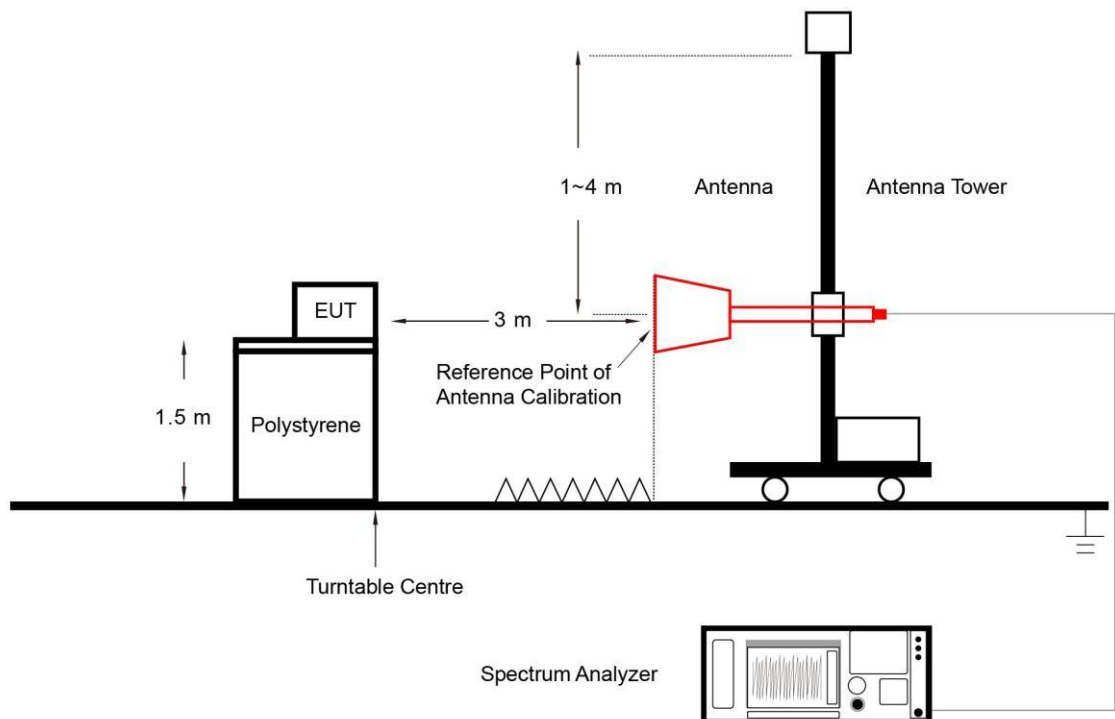 1~4 m
Antenna
Antenna Tower
EUT
3 m
Reference Point of
Antenna Calibration
1.5 m
Polystyrene
Turntable Centre
Spectrum Analyzer